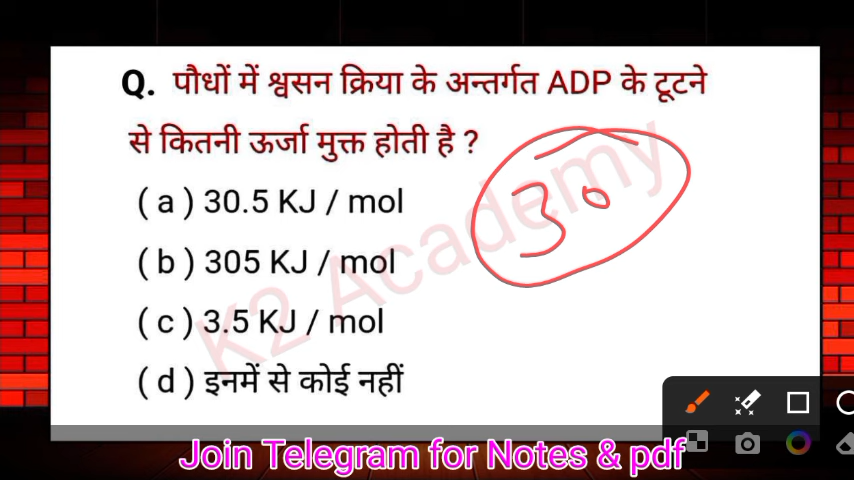 Q. पौधों में श्वसन क्रिया के अन्तर्गत ADP के टूटने
से कितनी ऊर्जा मुक्त होती है ?
30
( a ) 30.5 KJ / mol
( b ) 305 KJ / mol
( c ) 3.5 KJ / mol
( d ) इनमें से कोई नहीं
K2 Academy
Join Telegram for Notes & pdf